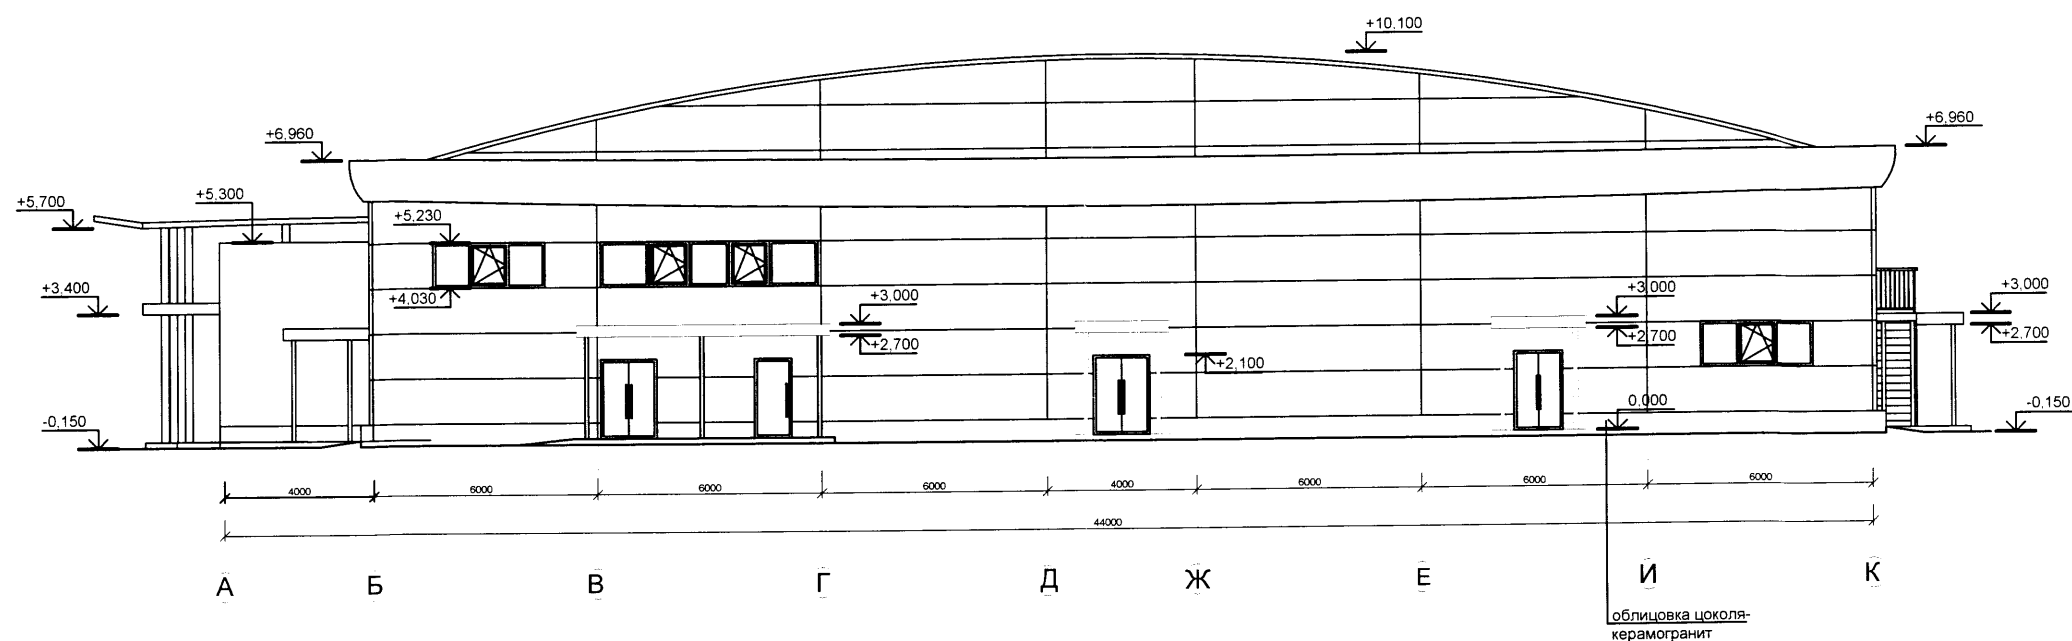 +10,100
+6,960
+6,960
+5,700
+5,300
+5,230
+3,400
+4,030
+3,000
+3,000
+3,000
+2,700
+2,700
+2,700
+2,100
-0,150
0,000
-0,150
4000
6000
6000
6000
4000
6000
6000
6000
44000
А
Б
В
Г
Д
Ж
Е
И
К
облицовка цоколя-
керамогранит